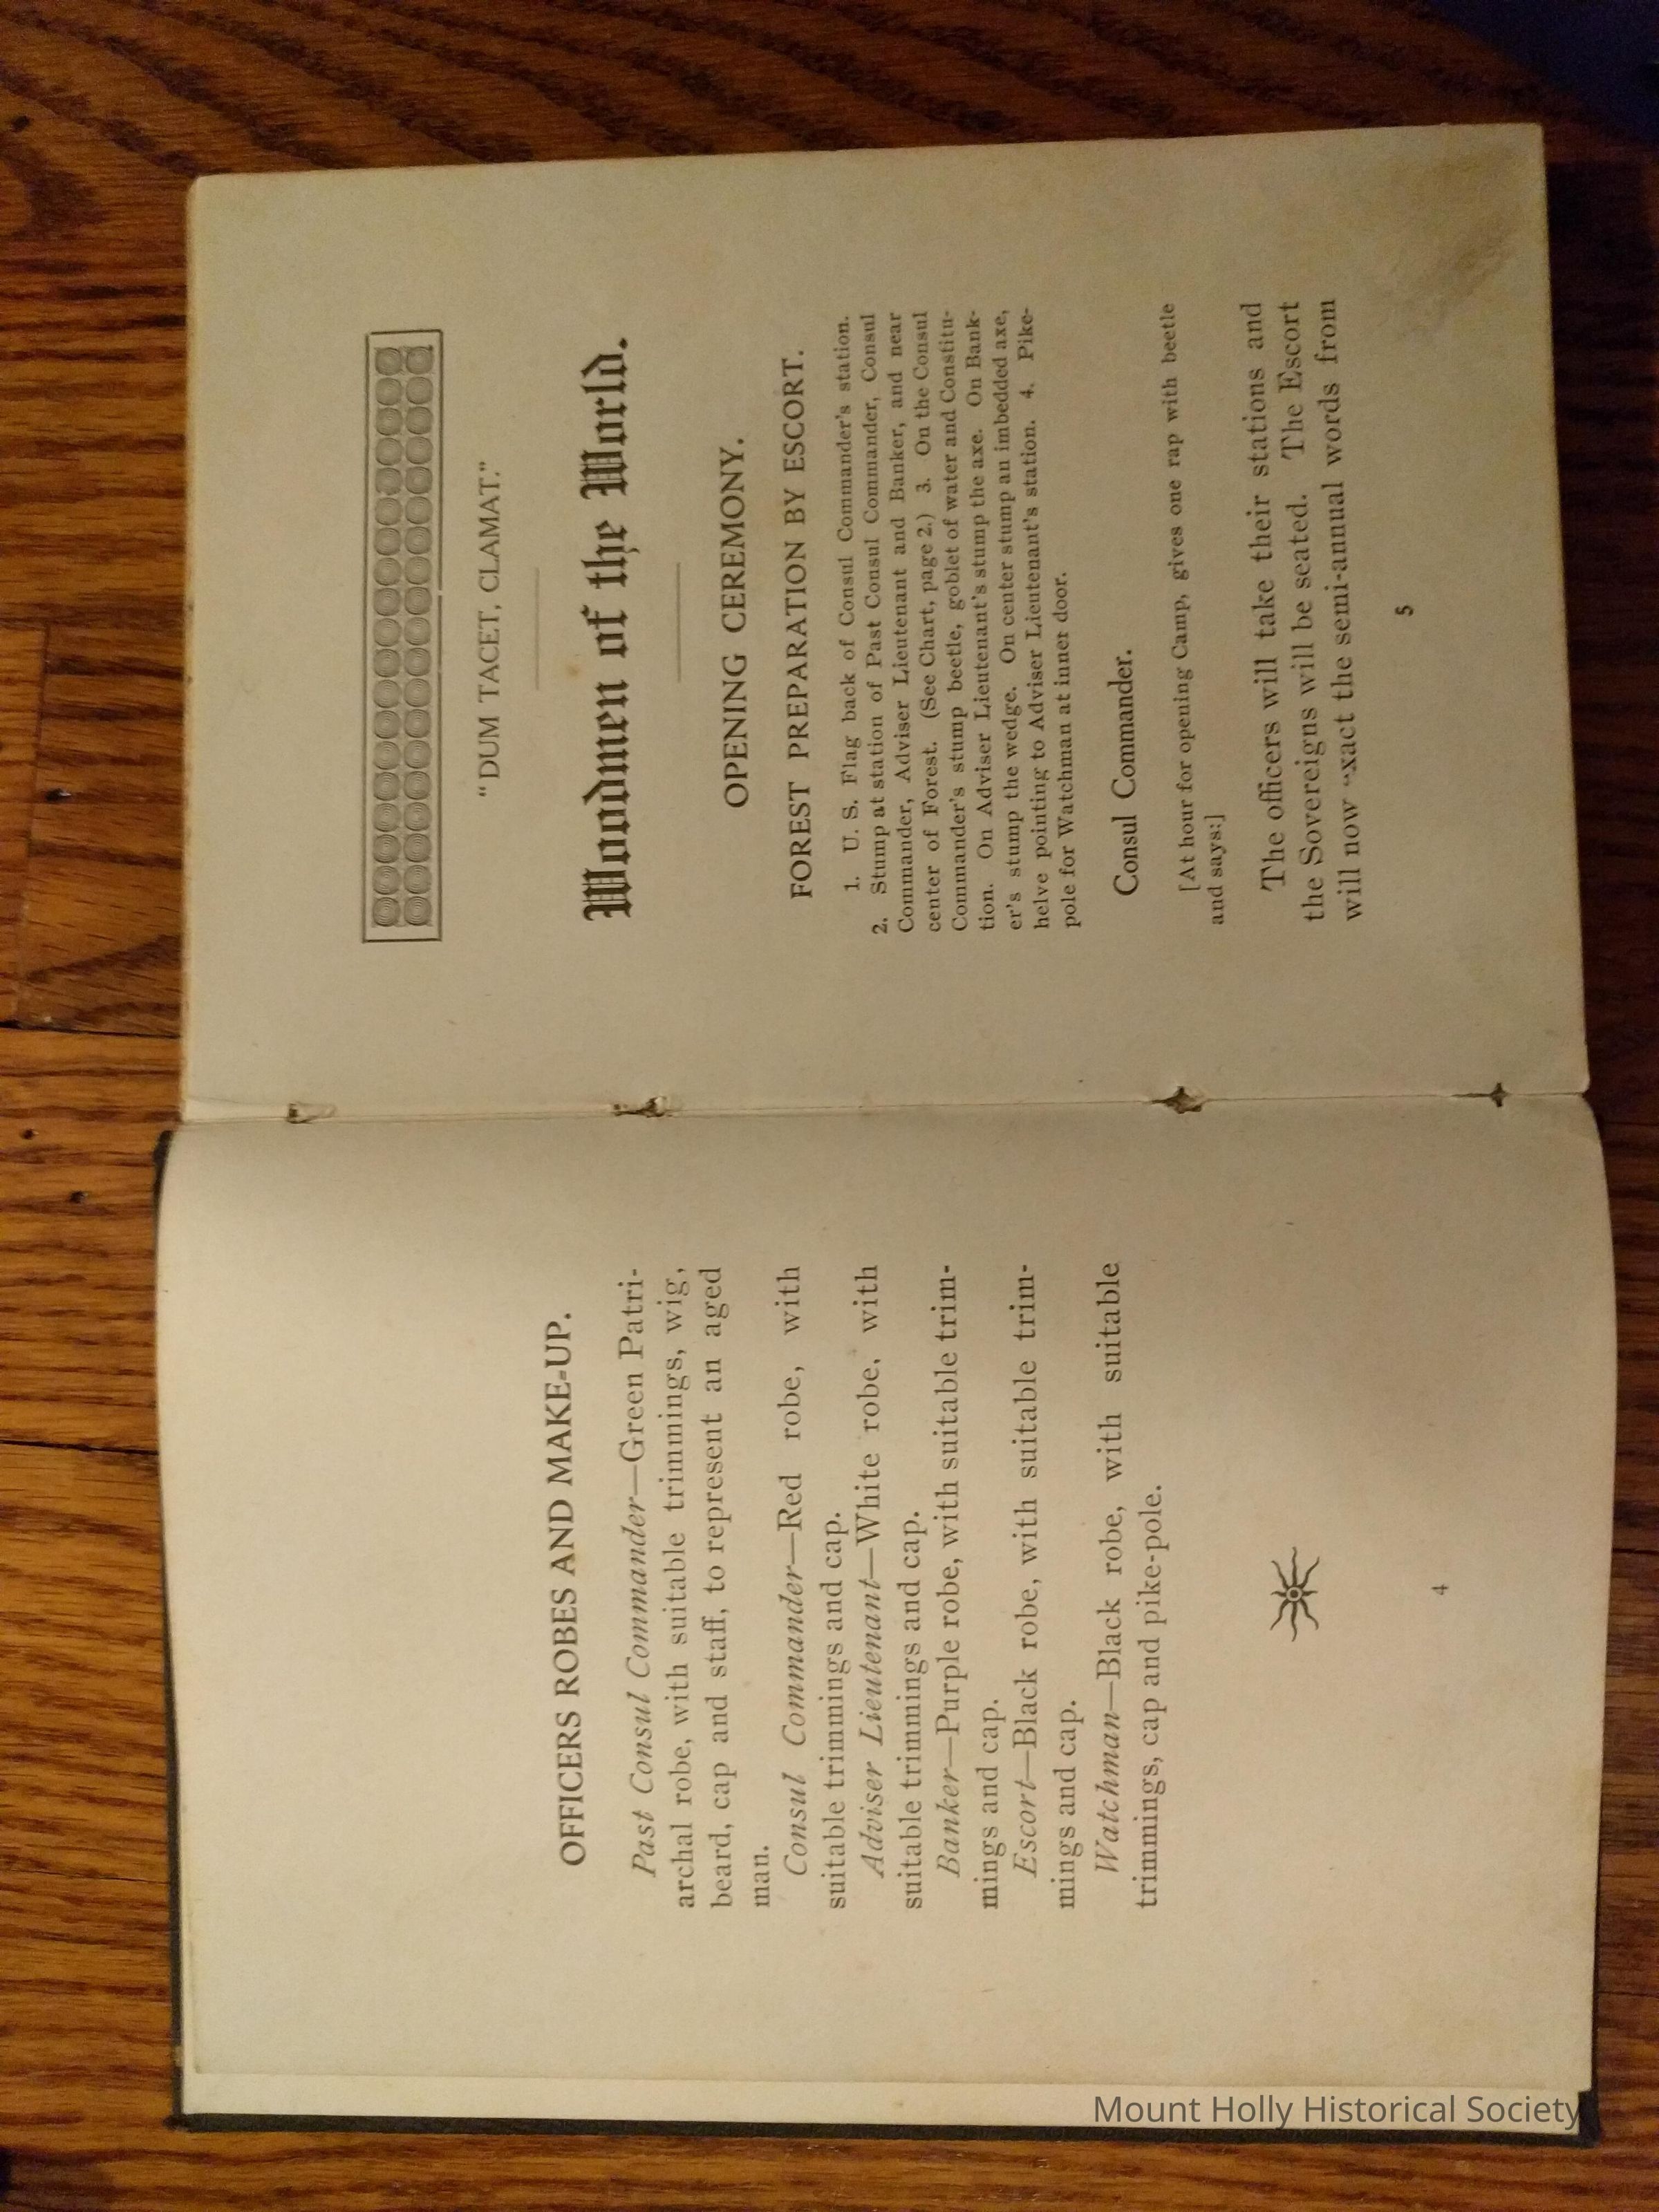 OFFICERS ROBES AND MAKE-UP.
Past Consul Commander—Green Patri-
archal robe, with suitable trimmings, wig,
beard, cap and staff, to represent an aged
man.
Consul Commander—Red robe, with
suitable trimmings and cap.
Adviser Lieutenant—White robe, with
suitable trimmings and cap.
Banker—Purple robe, with suitable trim-
mings and cap.
Escort—Black robe, with suitable trim-
mings and cap.
Watchman—Black robe, with suitable
trimmings, cap and pike-pole.
4
"DUM TACET, CLAMAT."
Woodmen of the World.
OPENING CEREMONY.
FOREST PREPARATION BY ESCORT.
1. U. S. Flag back of Consul Commander's station.
2. Stump at station of Past Consul Commander, Consul
Commander, Adviser Lieutenant and Banker, and near
center of Forest. (See Chart, page 2.) 3. On the Consul
Commander's stump beetle, goblet of water and Constitu-
tion. On Adviser Lieutenant's stump the axe. On Bank-
er's stump the wedge. On center stump an imbedded axe,
helve pointing to Adviser Lieutenant's station. 4. Pike-
pole for Watchman at inner door.
Consul Commander.
[At hour for opening Camp, gives one rap with beetle
and says:]
The officers will take their stations and
the Sovereigns will be seated. The Escort
will now "xact the semi-annual words from
5
Mount Holly Historical Society